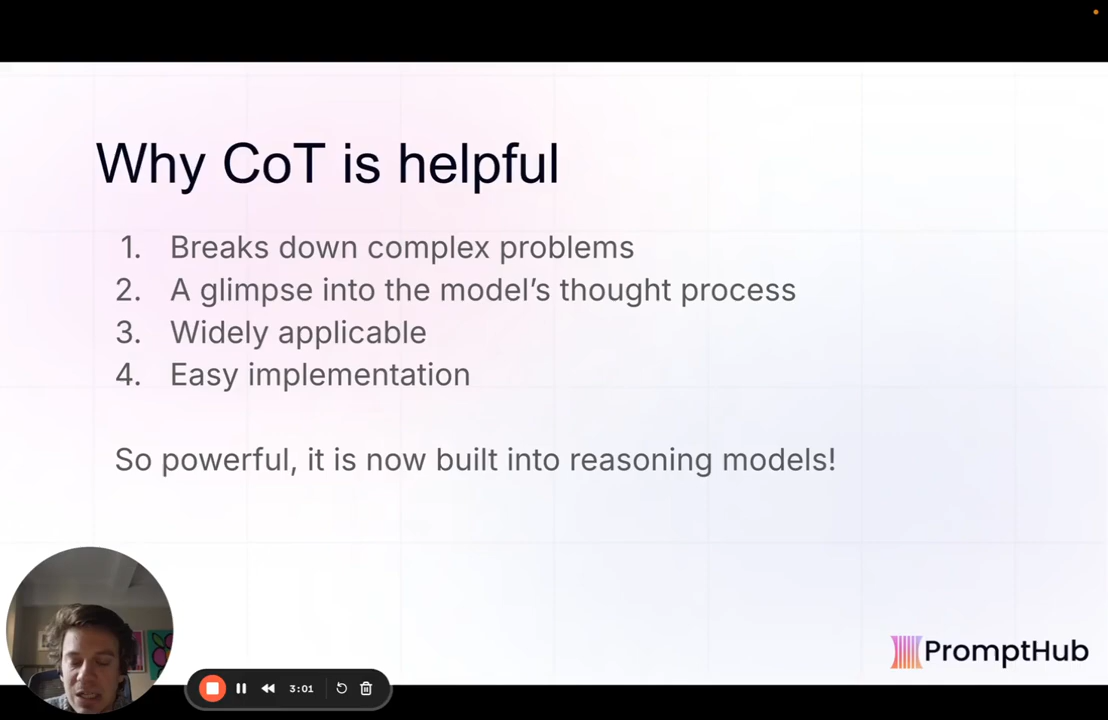 Why CoT is helpful
1. Breaks down complex problems
2. A glimpse into the model’s thought process
3. Widely applicable
4. Easy implementation
So powerful, it is now built into reasoning models!
PromptHub
3:01